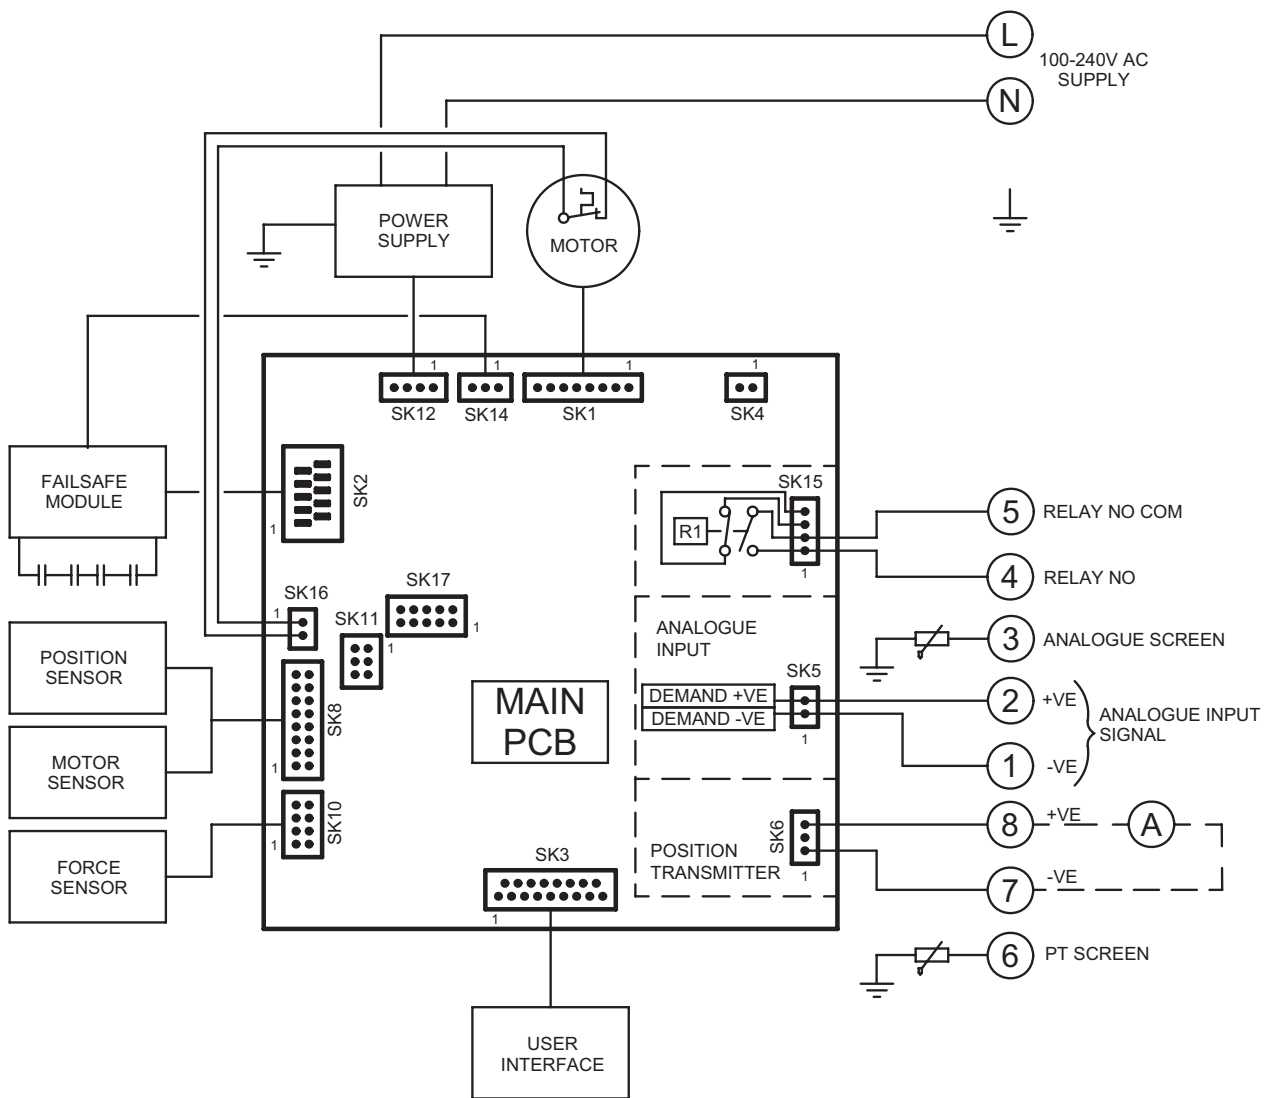 L
100-240V AC
SUPPLY
N
POWER
SUPPLY
MOTOR
1
1
1
1
SK12
SK14
SK1
SK4
FAILSAFE
MODULE
SK2
1
SK15
R1
1
5
RELAY NO COM
4
RELAY NO
SK16
1
SK17
1
SK11
1
POSITION
SENSOR
ANALOGUE
INPUT
3
ANALOGUE SCREEN
SK5
DEMAND +VE
DEMAND -VE
1
2
+VE
ANALOGUE INPUT
SIGNAL
1
-VE
MAIN
PCB
SK8
1
MOTOR
SENSOR
SK10
1
FORCE
SENSOR
POSITION
TRANSMITTER
SK6
1
8
+VE
A
7
-VE
SK3
1
6
PT SCREEN
USER
INTERFACE